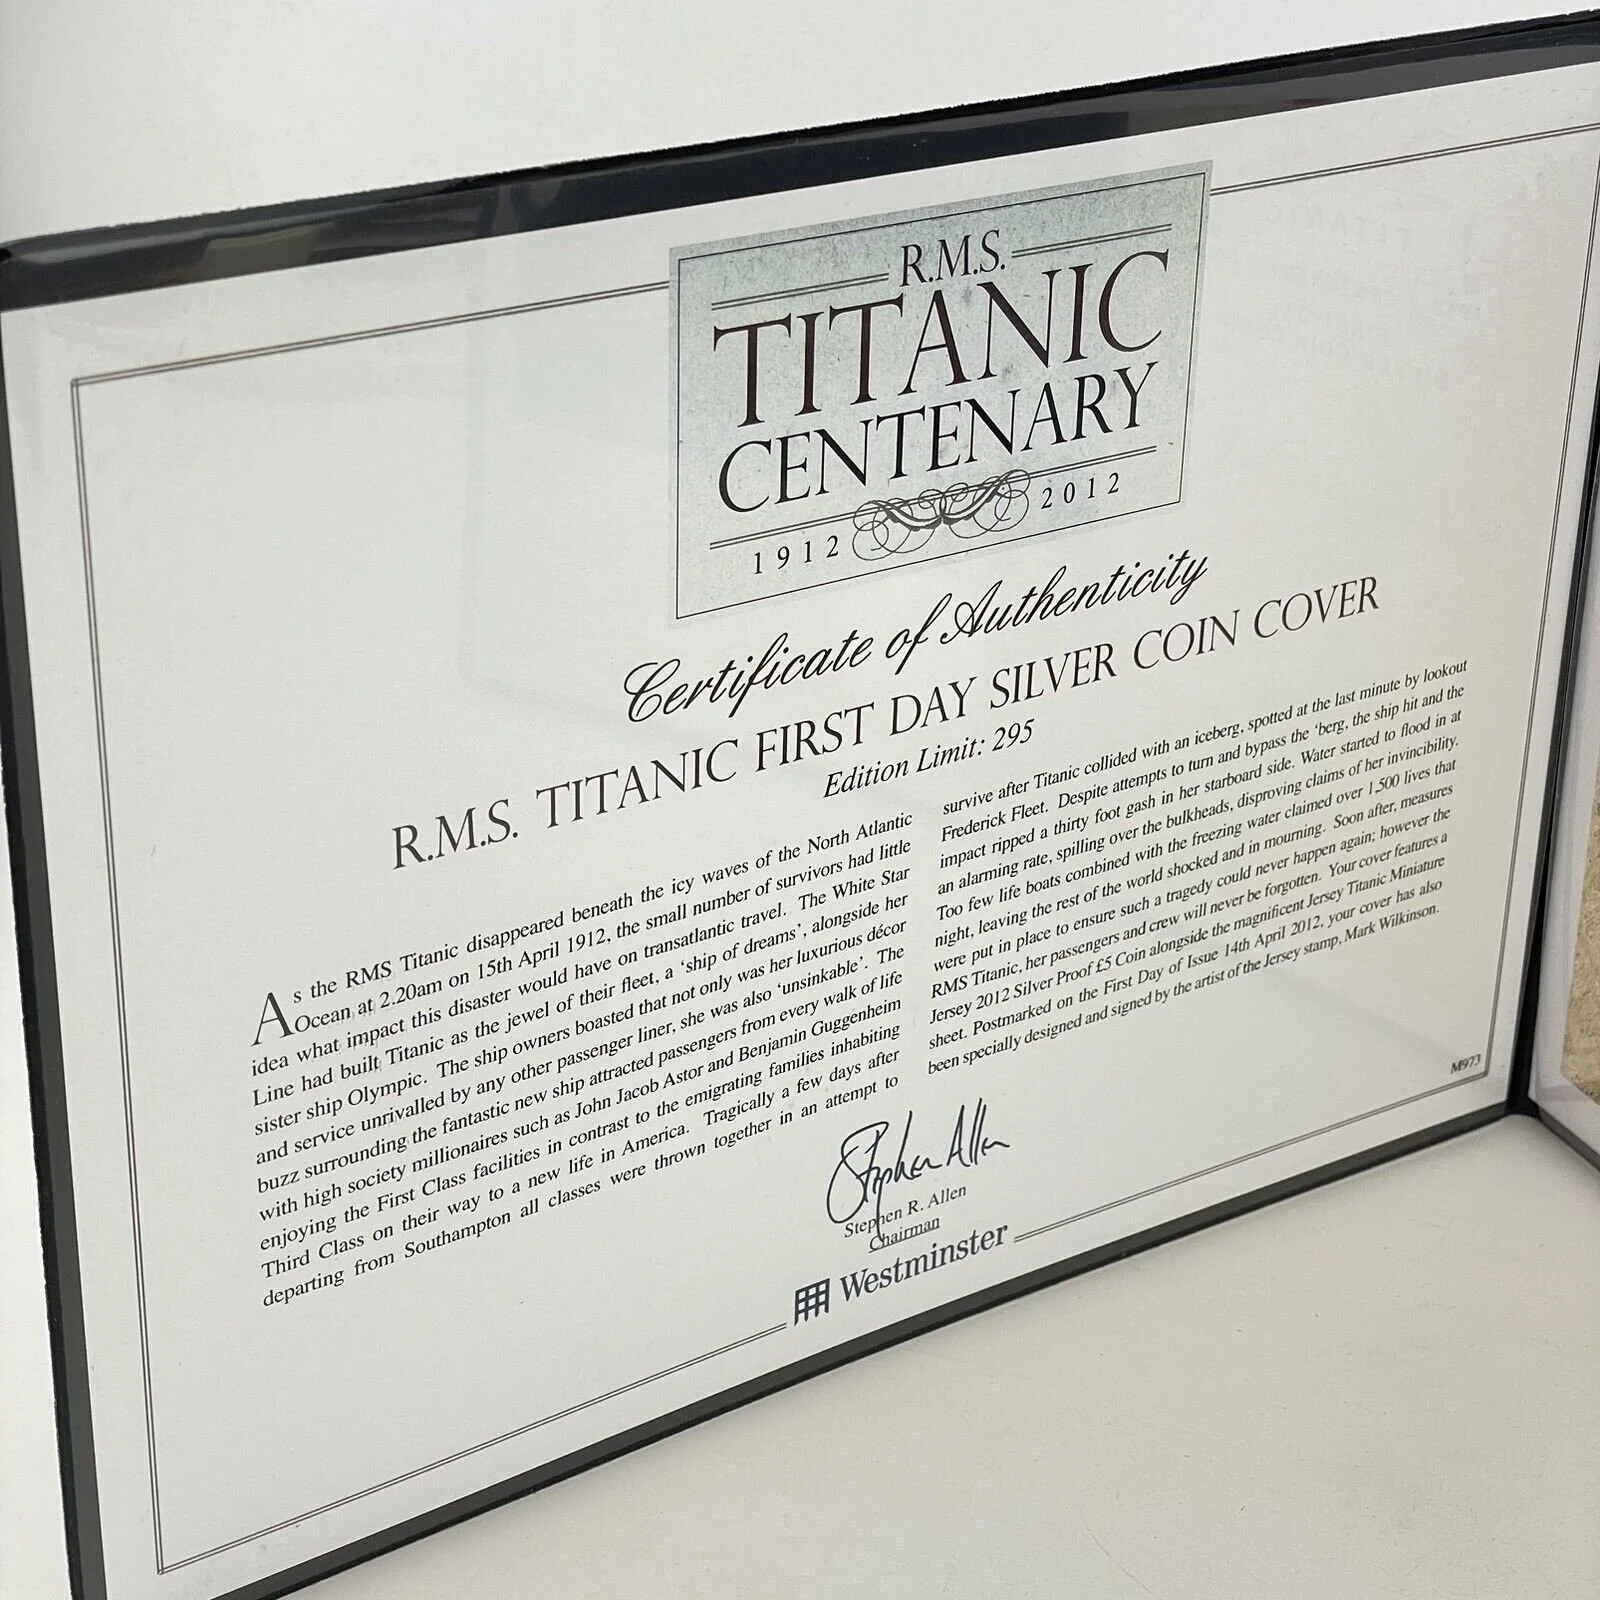 R.M.S.
TITANIC
CENTENARY
1912 2012
Certificate of Authenticity
R.M.S. TITANIC FIRST DAY SILVER COIN COVER
Edition Limit: 295
As the RMS Titanic disappeared beneath the icy waves of the North Atlantic
Ocean at 2.20am on 15th April 1912, the small number of survivors had little
idea what impact this disaster would have on transatlantic travel. The White Star
Line had built Titanic as the jewel of their fleet, a ‘ship of dreams’, alongside her
sister ship Olympic. The ship owners boasted that not only was her luxurious décor
and service unrivalled by any other passenger liner, she was also ‘unsinkable’. The
buzz surrounding the fantastic new ship attracted passengers from every walk of life
with high society millionaires such as John Jacob Astor and Benjamin Guggenheim
enjoying the First Class facilities in contrast to the emigrating families inhabiting
Third Class on their way to a new life in America. Tragically a few days after
departing from Southampton all classes were thrown together in an attempt to
survive after Titanic collided with an iceberg, spotted at the last minute by lookout
Frederick Fleet. Despite attempts to turn and bypass the ‘berg, the ship hit and the
impact ripped a thirty foot gash in her starboard side. Water started to flood in at
an alarming rate, spilling over the bulkheads, disproving claims of her invincibility.
Too few life boats combined with the freezing water claimed over 1,500 lives that
night, leaving the rest of the world shocked and in mourning. Soon after, measures
were put in place to ensure such a tragedy could never happen again; however the
RMS Titanic, her passengers and crew will never be forgotten. Your cover features a
Jersey 2012 Silver Proof £5 Coin alongside the magnificent Jersey Titanic Miniature
sheet. Postmarked on the First Day of Issue 14th April 2012, your cover has also
been specially designed and signed by the artist of the Jersey stamp, Mark Wilkinson.
M973
Stephen Allen
Stephen R. Allen
Chairman
Westminster